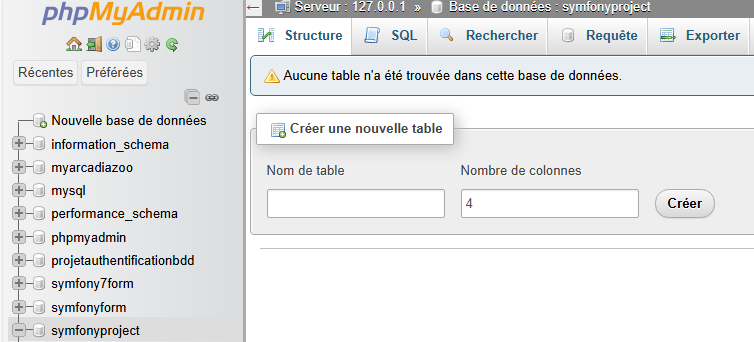 phpMyAdmin
Récentes Préférées
Nouvelle base de données
information_schema
myarcadiazoo
mysql
performance_schema
phpmyadmin
projetauthentificationbdd
symfony7form
symfonyform
symfonyproject
Serveur : 127.0.0.1 » Base de données : symfonyproject
Structure SQL Rechercher Requête Exporter
Aucune table n'a été trouvée dans cette base de données.
Créer une nouvelle table
Nom de table Nombre de colonnes
4 Créer